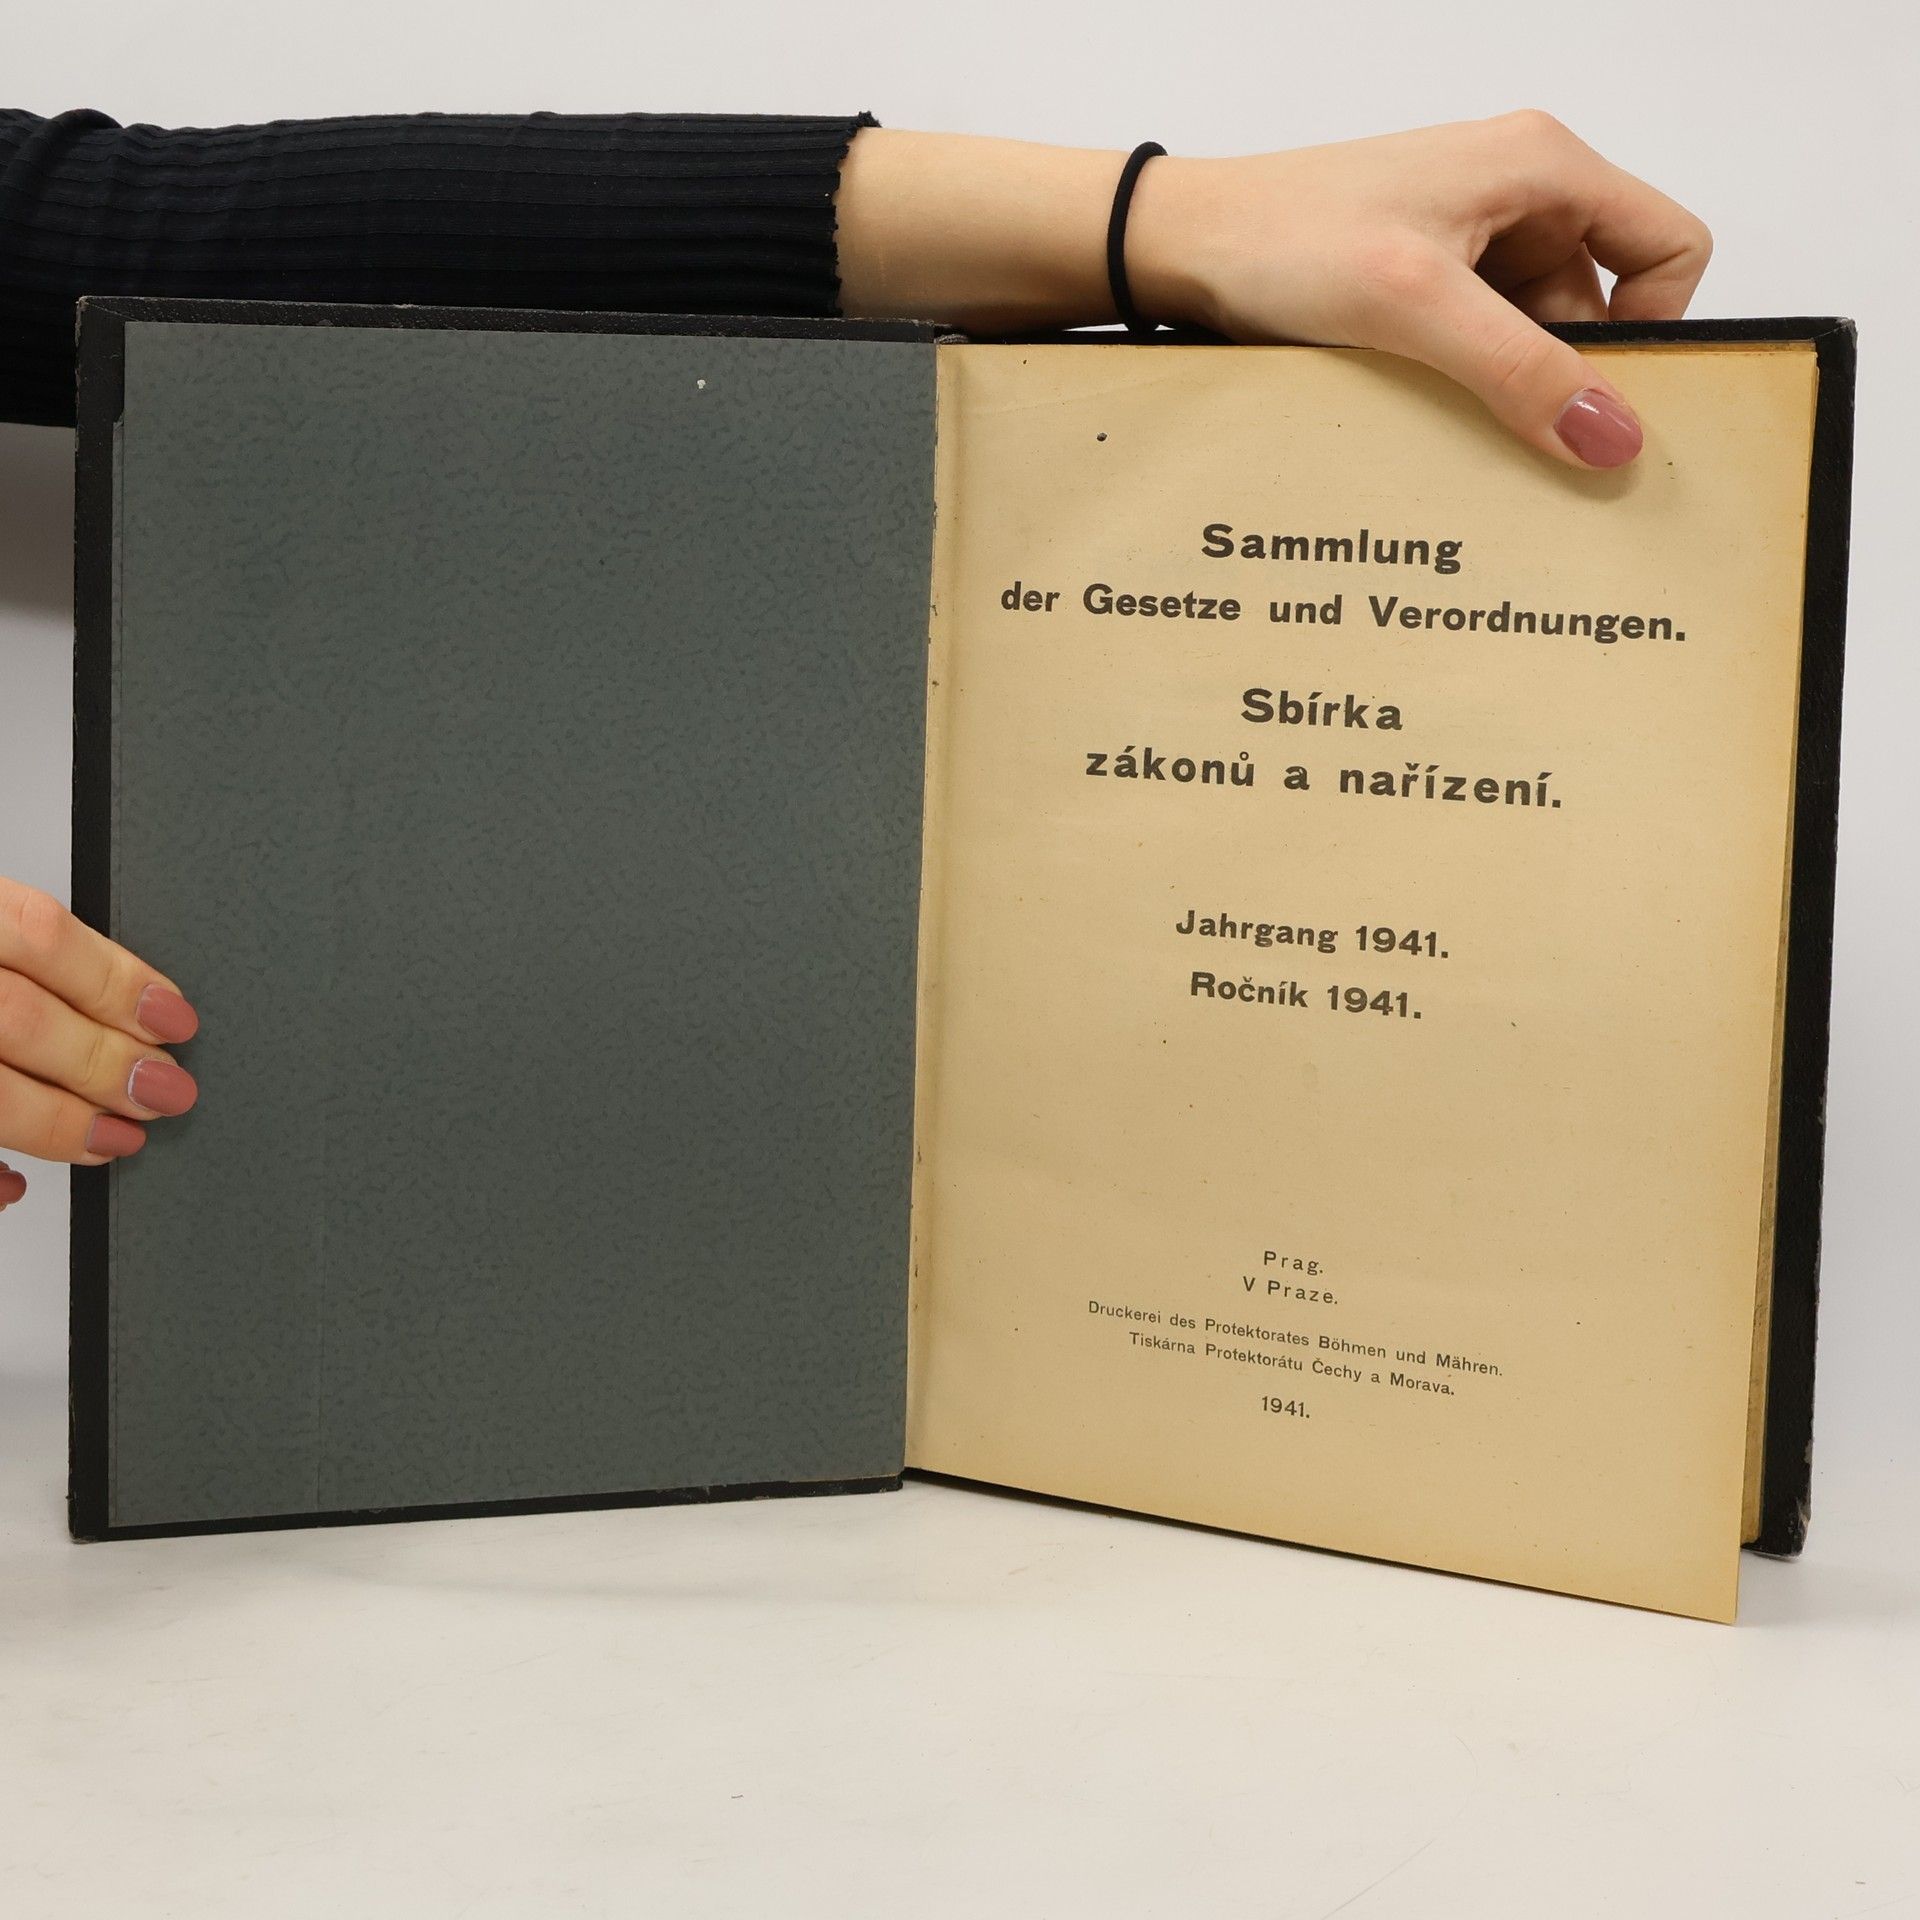 Sammlung
der Gesetze und Verordnungen.
Sbírka
zákonů a nařízení.
Jahrgang 1941.
Ročník 1941.
Prag.
V Praze.
Druckerei des Protektorates Böhmen und Mähren.
Tiskárna Protektorátu Čechy a Morava.
1941.